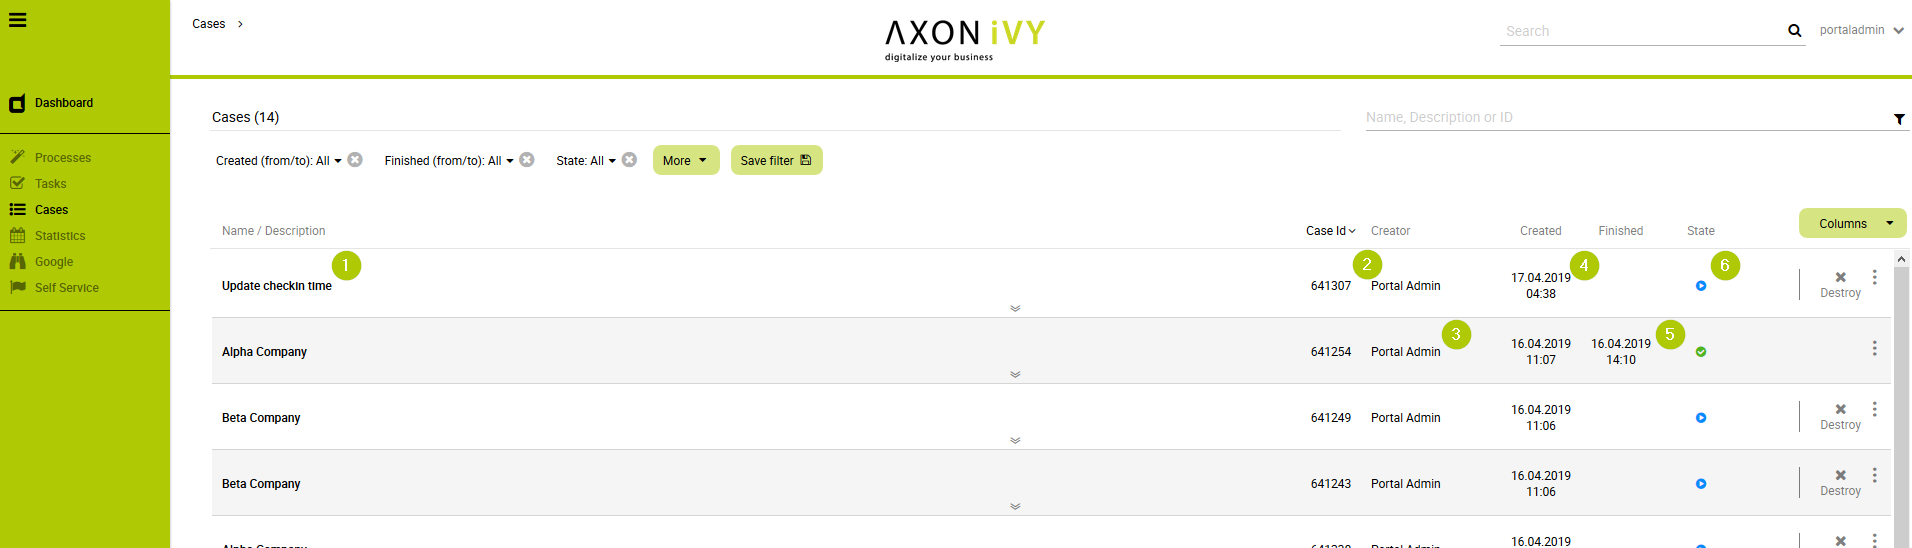 Cases
AXON iVY
digitalize your business
Search
portaladmin
Dashboard
Processes
Tasks
Cases
Statistics
Google
Self Service
Cases (14)
Name, Description or ID
Created (from/to): All
Finished (from/to): All
State: All
More
Save filter
Columns
Name / Description
Case Id
Creator
Created
Finished
State
1
2
4
6
Update checkin time
641307
Portal Admin
17.04.2019
04:38
Destroy
3
5
Alpha Company
641254
Portal Admin
16.04.2019
11:07
16.04.2019
14:10
Beta Company
641249
Portal Admin
16.04.2019
11:06
Destroy
Beta Company
641243
Portal Admin
16.04.2019
11:06
Destroy
16.04.2019